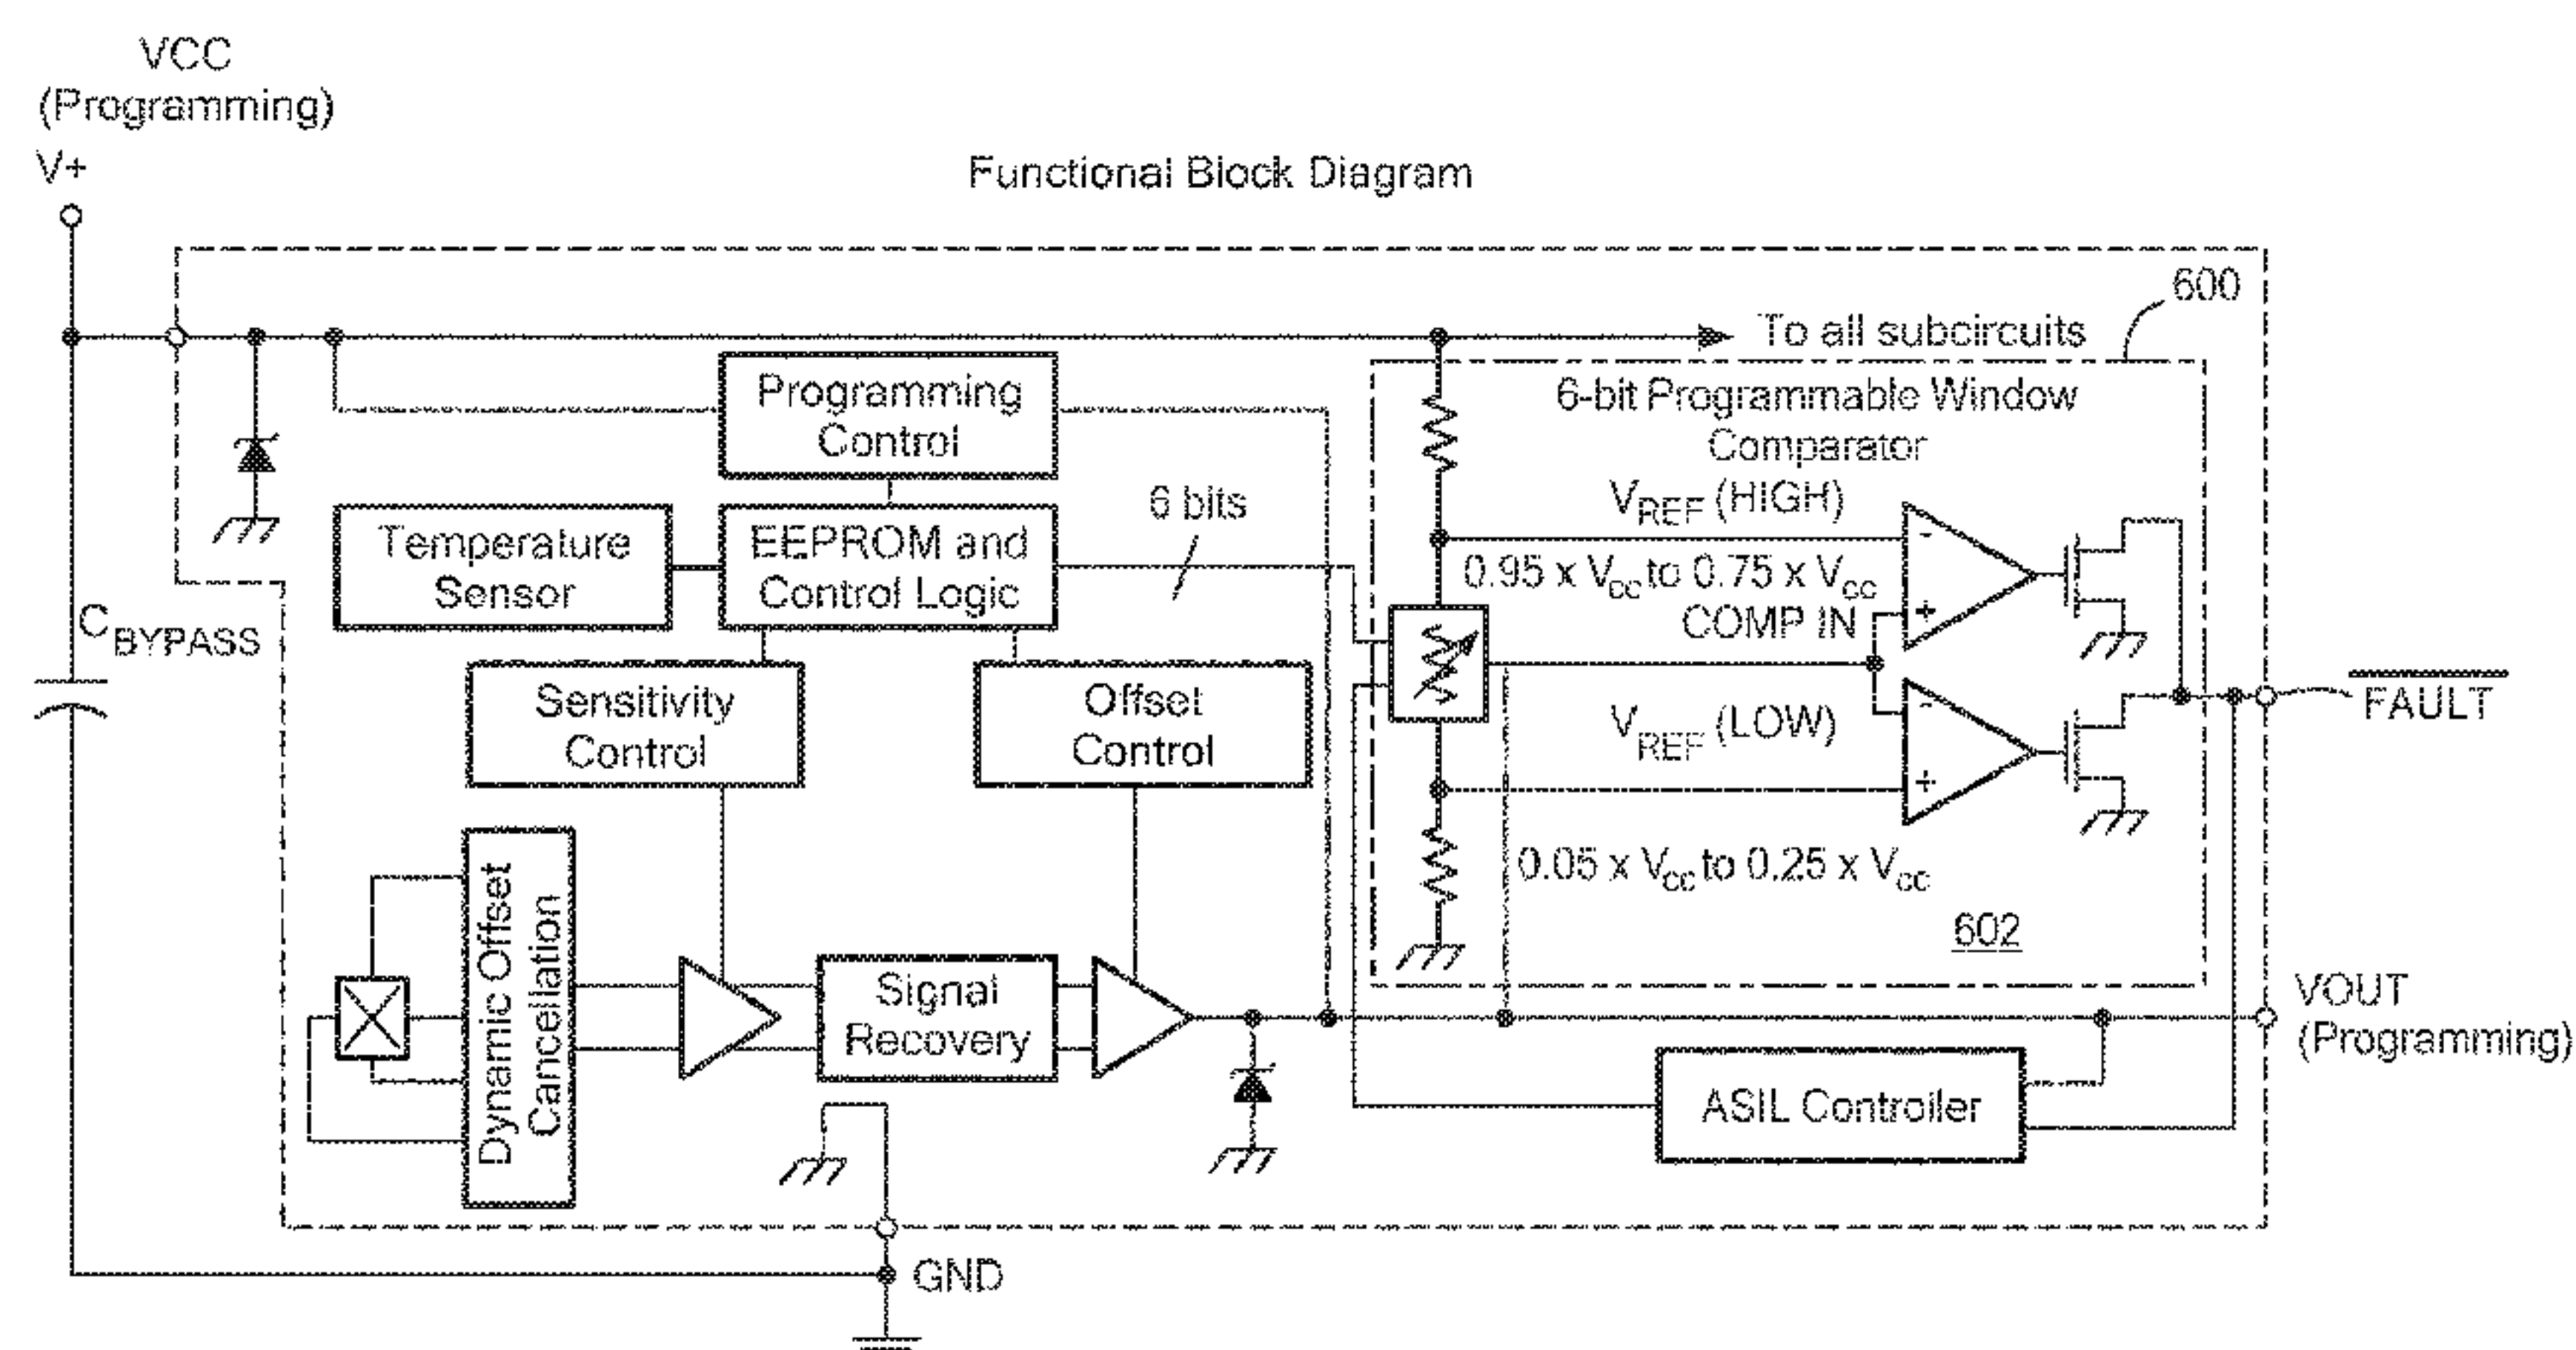 VCC
(Programming)
V+
Functional Block Diagram
600
To all subcircuits
Programming
Control
6-bit Programmable Window
Comparator
6 bits
VREF (HIGH)
-
Temperature
Sensor
EEPROM and
Control Logic
0.95 x Vcc to 0.75 x Vcc
COMP IN
+
CBYPASS
Sensitivity
Control
Offset
Control
VREF (LOW)
-
+
FAULT
0.05 x Vcc to 0.25 x Vcc
602
Dynamic Offset
Cancellation
Signal
Recovery
VOUT
(Programming)
ASIL Controller
GND